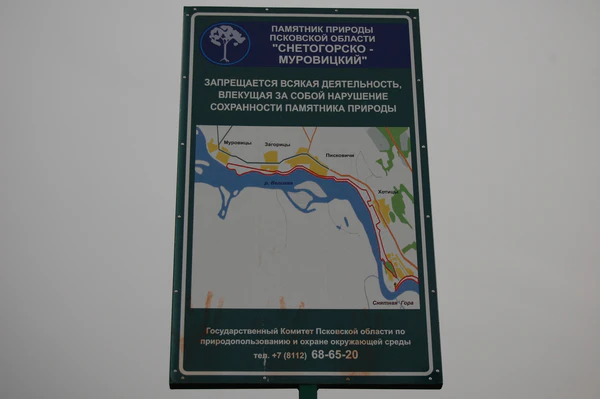 ПАМЯТНИК ПРИРОДЫ
ПСКОВСКОЙ ОБЛАСТИ
"СНЕТОГОРСКО -
МУРОВИЦКИЙ"
ЗАПРЕЩАЕТСЯ ВСЯКАЯ ДЕЯТЕЛЬНОСТЬ,
ВЛЕКУЩАЯ ЗА СОБОЙ НАРУШЕНИЕ
СОХРАННОСТИ ПАМЯТНИКА ПРИРОДЫ
Муровицы
Загорицы
Писковичи
р. Великая
Хотицы
Снятная Гора
Государственный Комитет Псковской области по
природопользованию и охране окружающей среды
тел. +7 (8112) 68-65-20